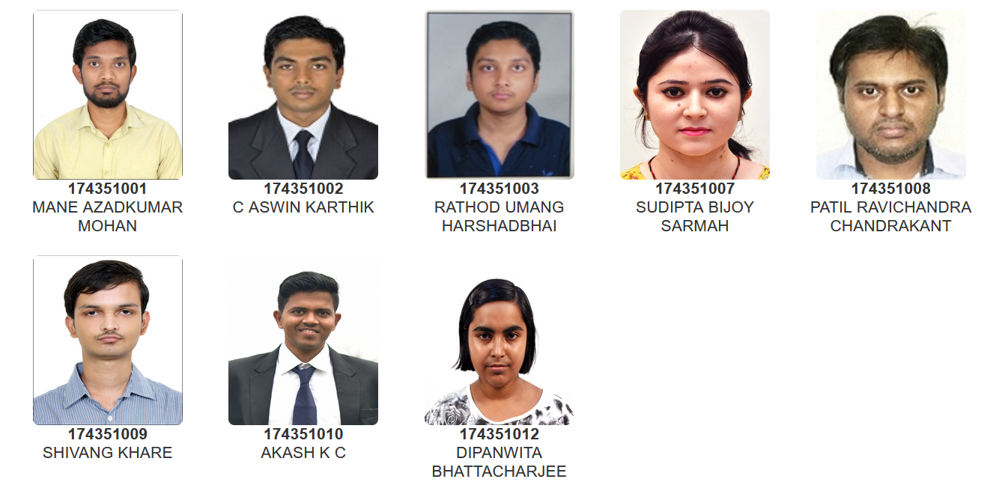 174351001
MANE AZADKUMAR
MOHAN
174351002
C ASWIN KARTHIK
174351003
RATHOD UMANG
HARSHADBHAI
174351007
SUDIPTA BIJOY
SARMAH
174351008
PATIL RAVICHANDRA
CHANDRAKANT
174351009
SHIVANG KHARE
174351010
AKASH K C
174351012
DIPANWITA
BHATTACHARJEE